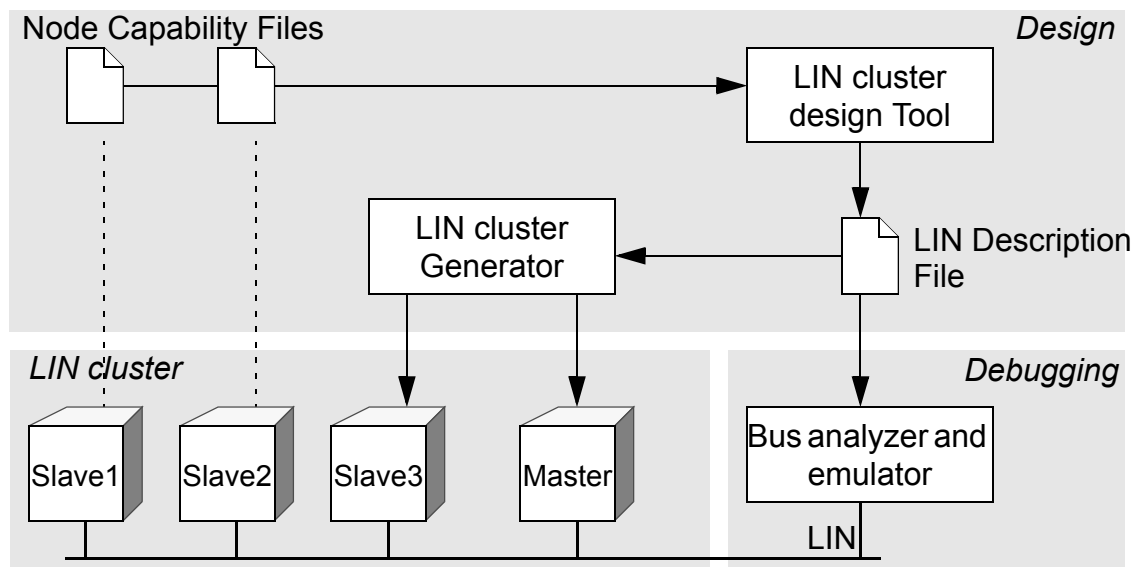 Node Capability Files
Design
LIN cluster
design Tool
LIN cluster
Generator
LIN Description
File
LIN cluster
Debugging
Slave1
Slave2
Slave3
Master
Bus analyzer and
emulator
LIN